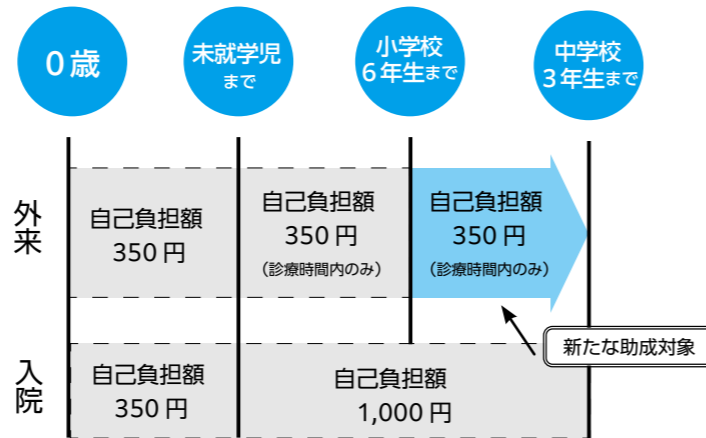 0歳
未就学児
まで
小学校
6年生まで
中学校
3年生まで
外来
自己負担額
350円
自己負担額
350円
（診療時間内のみ）
自己負担額
350円
（診療時間内のみ）
新たな助成対象
入院
自己負担額
350円
自己負担額
1,000円